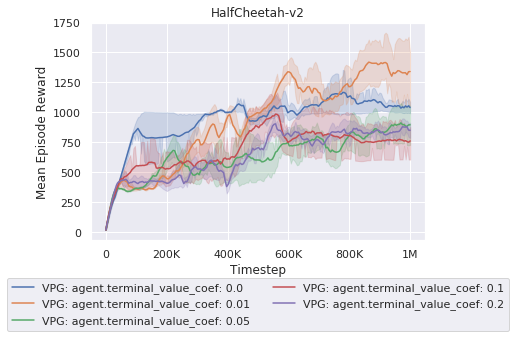 HalfCheetah-v2
Mean Episode Reward
1750
1500
1250
1000
750
500
250
0
0 200K 400K 600K 800K 1M
Timestep
VPG: agent.terminal_value_coef: 0.0
VPG: agent.terminal_value_coef: 0.01
VPG: agent.terminal_value_coef: 0.05
VPG: agent.terminal_value_coef: 0.1
VPG: agent.terminal_value_coef: 0.2